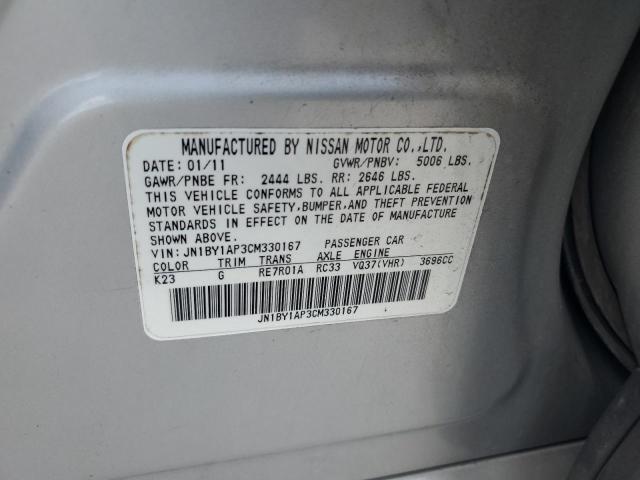 MANUFACTURED BY NISSAN MOTOR CO.,LTD.
DATE: 01/11 GVWR/PNBV: 5006 LBS.
GAWR/PNBE FR: 2444 LBS. RR: 2646 LBS.
THIS VEHICLE CONFORMS TO ALL APPLICABLE FEDERAL
MOTOR VEHICLE SAFETY,BUMPER,AND THEFT PREVENTION
STANDARDS IN EFFECT ON THE DATE OF MANUFACTURE
SHOWN ABOVE.
VIN: JN1BY1AP3CM330167 PASSENGER CAR
COLOR TRIM TRANS AXLE ENGINE
K23 G RE7R01A RC33 VQ37(VHR) 3696CC
JN1BY1AP3CM330167